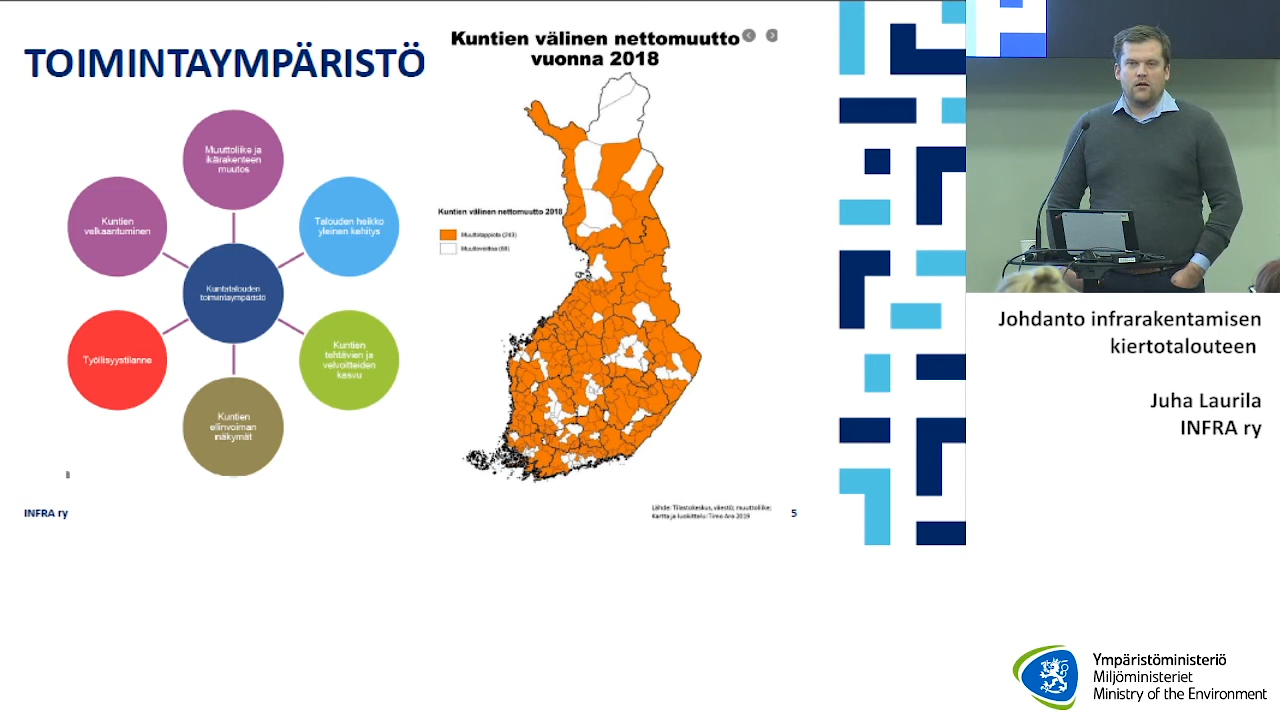 TOIMINTAYMPÄRISTÖ
Muuttoliike ja
ikärakenteen
muutos
Kuntien
velkaantuminen
Talouden heikko
yleinen kehitys
Kuntatalouden
toimintaympäristö
Työllisyystilanne
Kuntien
tehtävien ja
velvoitteiden
kasvu
Kuntien
elinvoiman
näkymät
INFRA ry
Kuntien välinen nettomuutto
vuonna 2018
Kuntien välinen nettomuutto 2018
Muuttotappiota (243)
Muuttovoittoa (68)
Lähde: Tilastokeskus, väestö; muuttoliike;
Kartta ja luokittelu: Timo Aro 2019
5
Johdanto infrarakentamisen
kiertotalouteen
Juha Laurila
INFRA ry
Ympäristöministeriö
Miljöministeriet
Ministry of the Environment